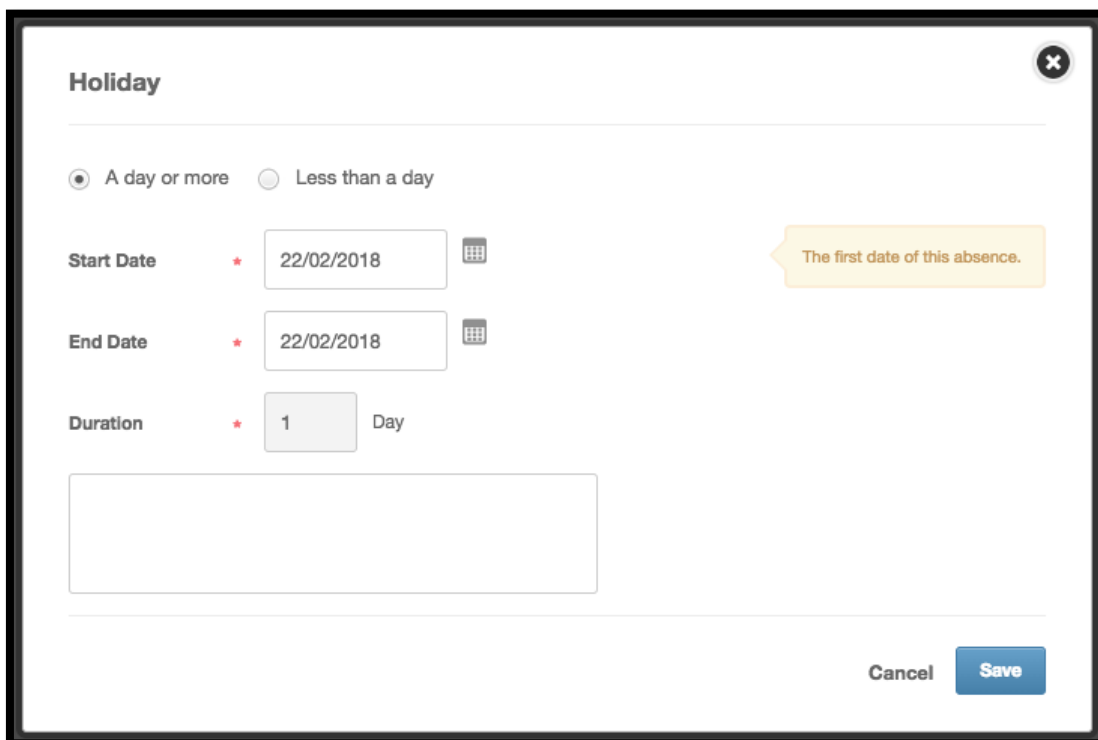 Holiday
A day or more Less than a day
Start Date * 22/02/2018 The first date of this absence.
End Date * 22/02/2018
Duration * 1 Day
Cancel Save